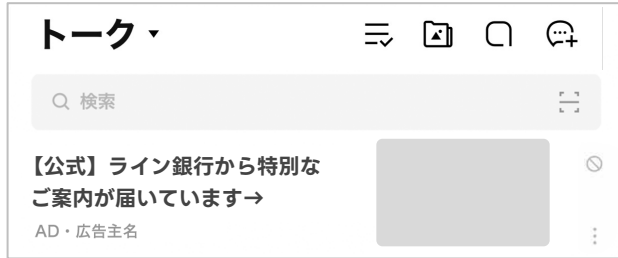 トーク
検索
【公式】ライン銀行から特別な
ご案内が届いています→
AD・広告主名